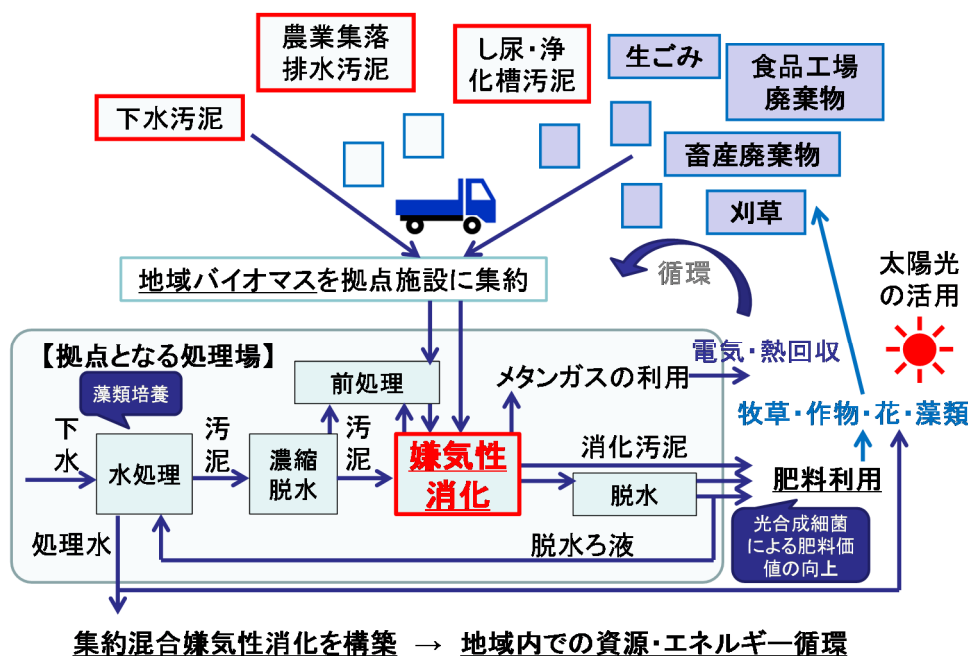 農業集落
排水汚泥
し尿・浄
化槽汚泥
生ごみ
食品工場
廃棄物
下水汚泥
畜産廃棄物
刈草
地域バイオマスを拠点施設に集約
循環
太陽光
の活用
【拠点となる処理場】
電気・熱回収
前処理
メタンガスの利用
藻類培養
牧草・作物・花・藻類
下水
水処理
汚泥
濃縮
脱水
汚泥
嫌気性
消化
消化汚泥
脱水
肥料利用
処理水
脱水ろ液
光合成細菌
による肥料価
値の向上
集約混合嫌気性消化を構築 → 地域内での資源・エネルギー循環